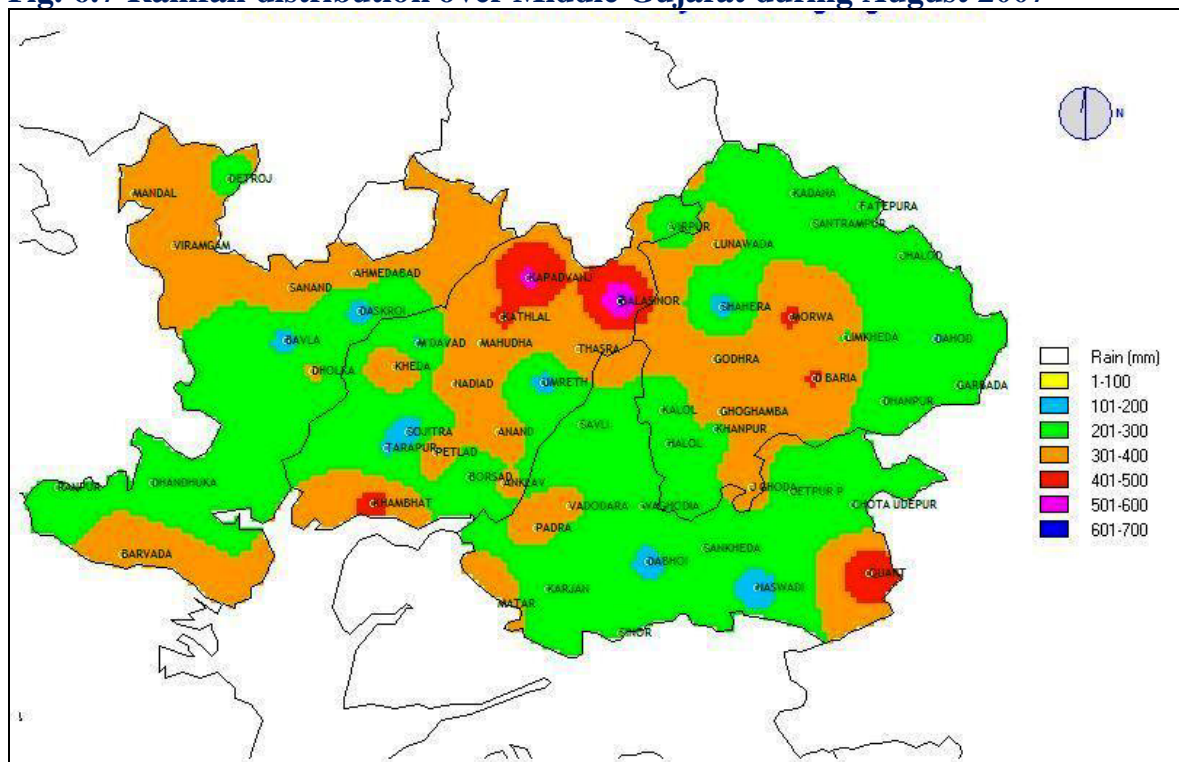 Fig. 6.7 Rainfall distribution over Middle Gujarat during August 2007
N
MANDAL
DETROJ
VIRAMGAM
AHMEDABAD
SANAND
DASKROI
BAVLA
DHOLKA
KHEDA
M'DAVAD
MAHUDHA
KATHLAL
KAPADVANJ
BALASINOR
THASRA
NADIAD
UMRETH
ANAND
SOJITRA
TARAPUR
PETLAD
BORSAD
ANKLAV
KHAMBHAT
RANPUR
DHANDHUKA
BARVADA
VIRPUR
LUNAWADA
KADANA
FATEPURA
SANTRAMPUR
JHALOD
SHAHERA
MORWA
LIMKHEDA
DAHOD
GODHRA
D BARIA
GARBADA
DHANPUR
KALOL
GHOGHAMBA
KHANPUR
HALOL
SAVLI
VADODARA
WAGHODIA
PADRA
J GHODA
JETPUR P
CHOTA UDEPUR
SANKHEDA
DABHOI
NASWADI
QUANT
KARJAN
MATAR
SINOR
Rain (mm)
1-100
101-200
201-300
301-400
401-500
501-600
601-700